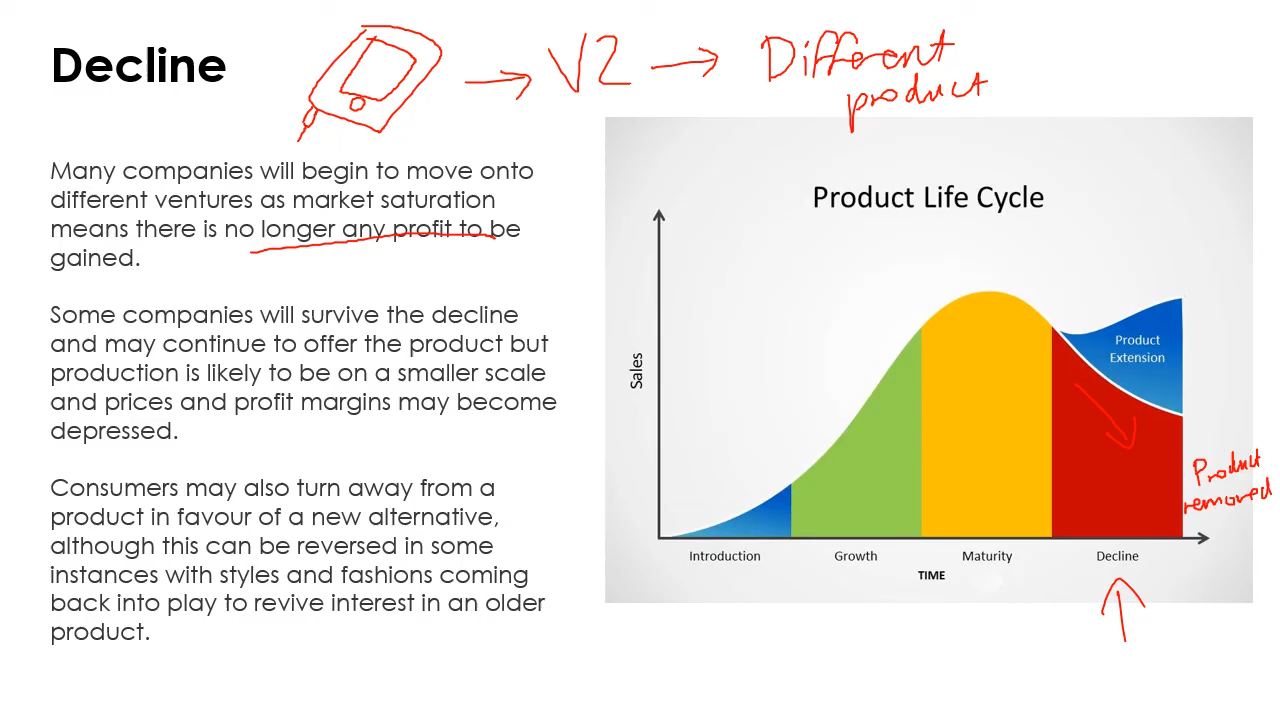 Decline
V2
Different
product
Many companies will begin to move onto
different ventures as market saturation
means there is no longer any profit to be
gained.
Some companies will survive the decline
and may continue to offer the product but
production is likely to be on a smaller scale
and prices and profit margins may become
depressed.
Consumers may also turn away from a
product in favour of a new alternative,
although this can be reversed in some
instances with styles and fashions coming
back into play to revive interest in an older
product.
Product Life Cycle
Sales
Product
Extension
Product
removed
Introduction
Growth
Maturity
Decline
TIME